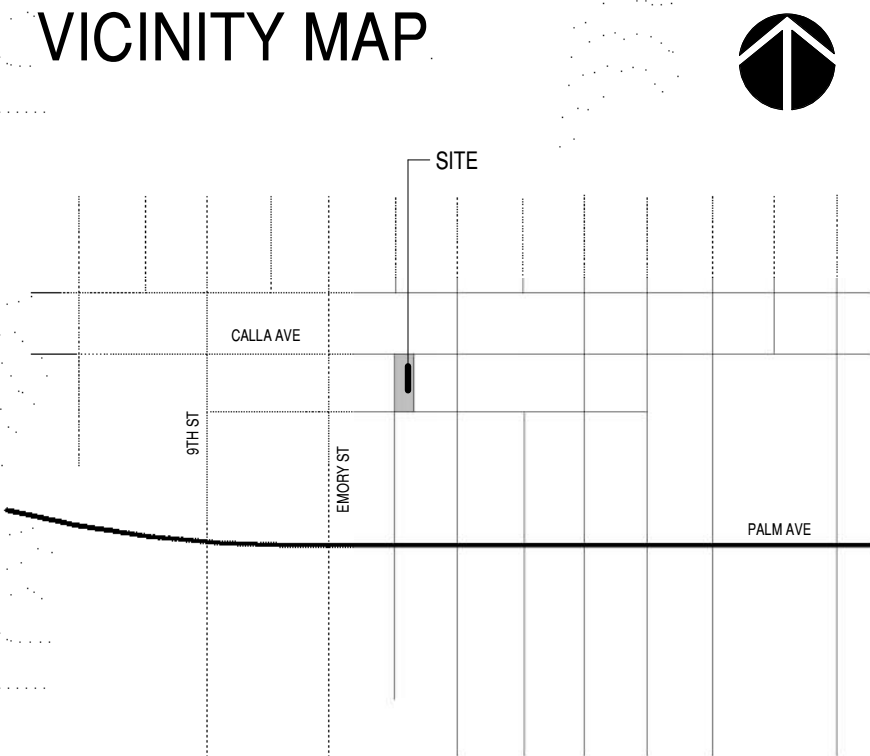 VICINITY MAP
SITE
CALLA AVE
9TH ST
EMORY ST
PALM AVE